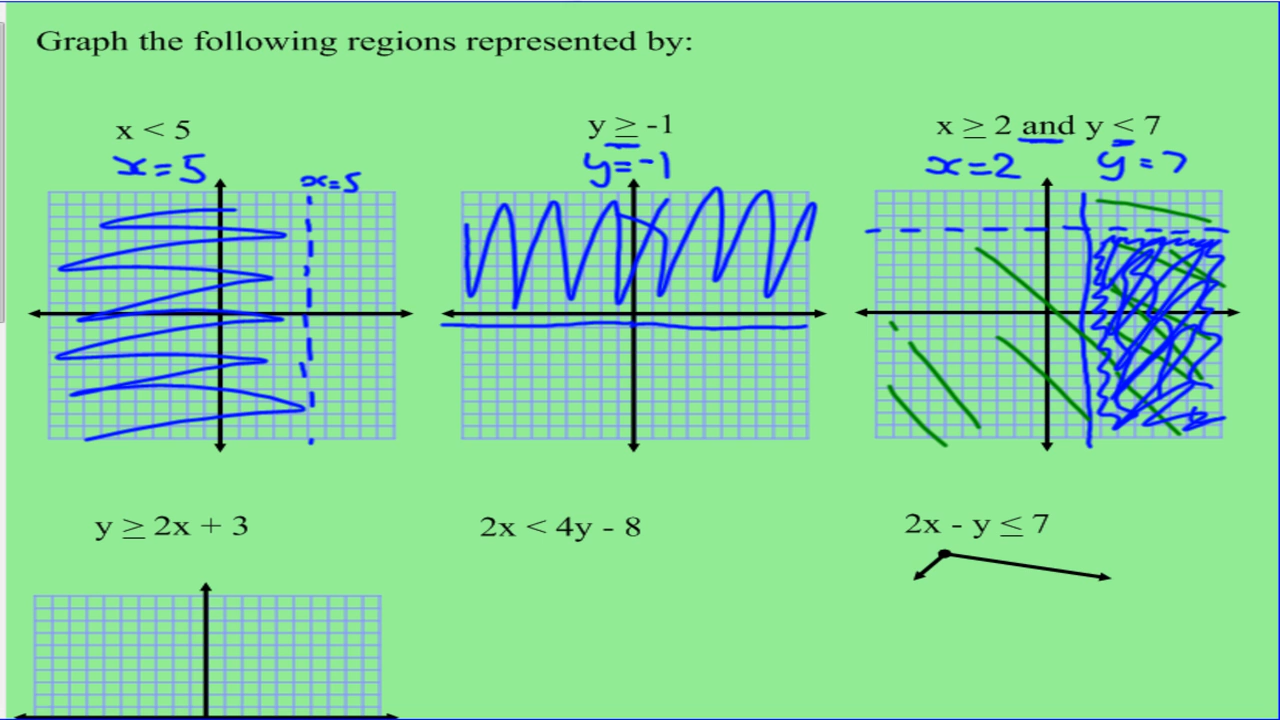 Graph the following regions represented by:
x < 5
y ≥ -1
x ≥ 2 and y < 7
x=5
y=-1
x=2
y=7
x=5
y ≥ 2x + 3
2x < 4y - 8
2x - y ≤ 7